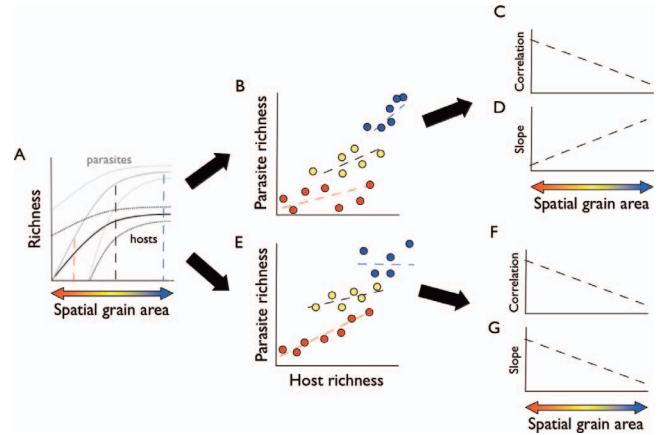 A
Richness
parasites
hosts
Spatial grain area
B
Parasite richness
E
Parasite richness
Host richness
C
Correlation
D
Slope
Spatial grain area
F
Correlation
G
Slope
Spatial grain area